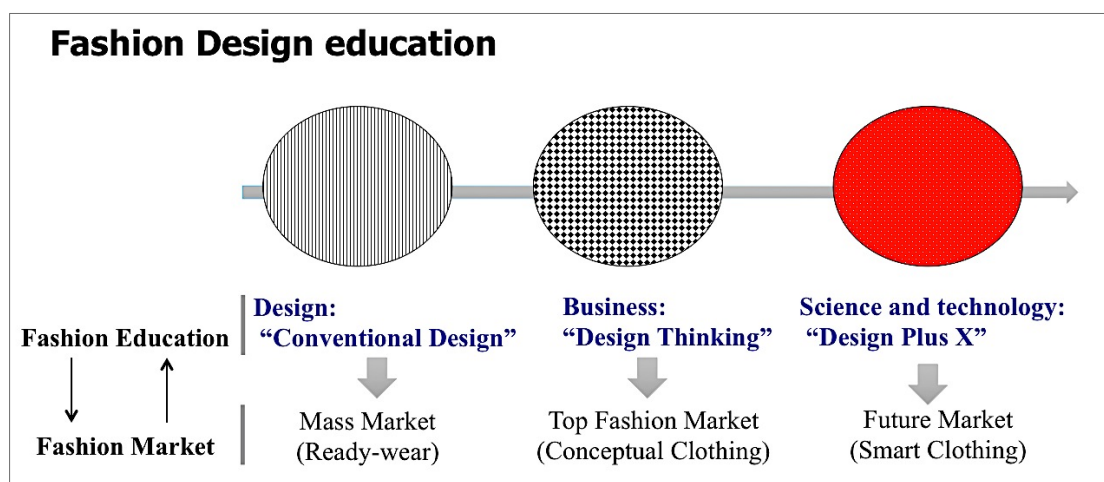 Fashion Design education
Fashion Education
Fashion Market
Design:
“Conventional Design”
Business:
“Design Thinking”
Science and technology:
“Design Plus X”
Mass Market
(Ready-wear)
Top Fashion Market
(Conceptual Clothing)
Future Market
(Smart Clothing)